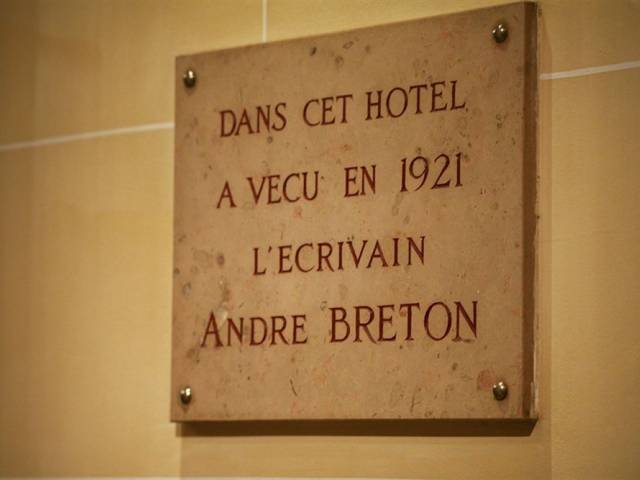 DANS CET HOTEL
A VECU EN 1921
L'ECRIVAIN
ANDRE BRETON